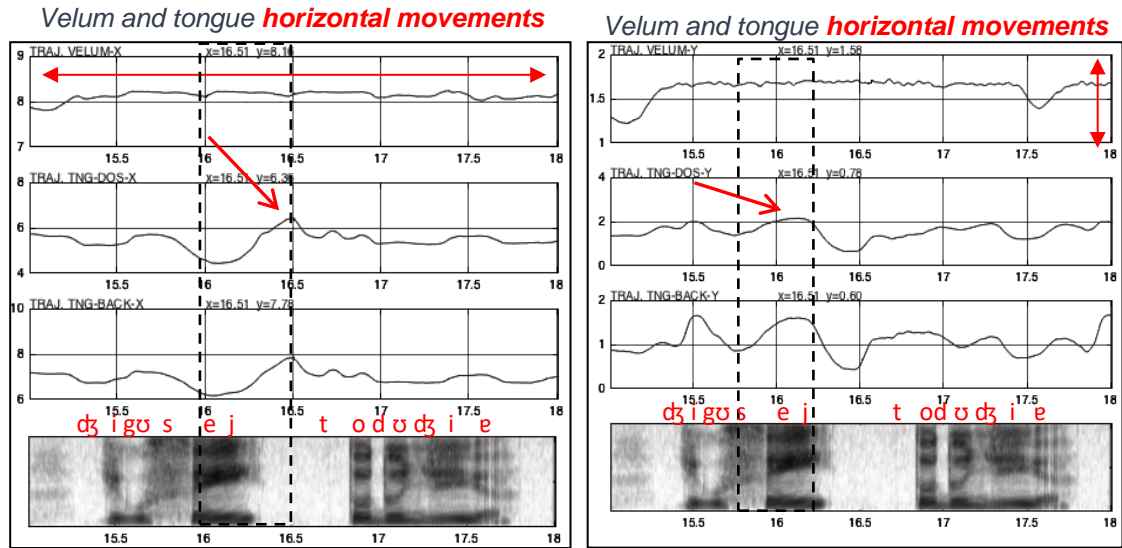 Velum and tongue horizontal movements
9
TRAJ. VELUM-X x=16.51 y=8.16
8
7
15.5 16 16.5 17 17.5 18
8
TRAJ. TNG-DOS-X x=16.51 y=6.36
6
4
15.5 16 16.5 17 17.5 18
10
TRAJ. TNG-BACK-X x=16.51 y=7.78
8
6
15.5 16 16.5 17 17.5 18
ʤ i gʊ s e j t o d ʊ ʤ i ɐ
15.5 16 16.5 17 17.5 18
Velum and tongue horizontal movements
2
TRAJ. VELUM-Y x=16.51 y=1.58
1.5
1
15.5 16 16.5 17 17.5 18
4
TRAJ. TNG-DOS-Y x=16.51 y=0.78
2
0
15.5 16 16.5 17 17.5 18
2
TRAJ. TNG-BACK-Y x=16.51 y=0.60
1
0
15.5 16 16.5 17 17.5 18
ʤ i gʊ s e j t od ʊ ʤ i ɐ
15.5 16 16.5 17 17.5 18